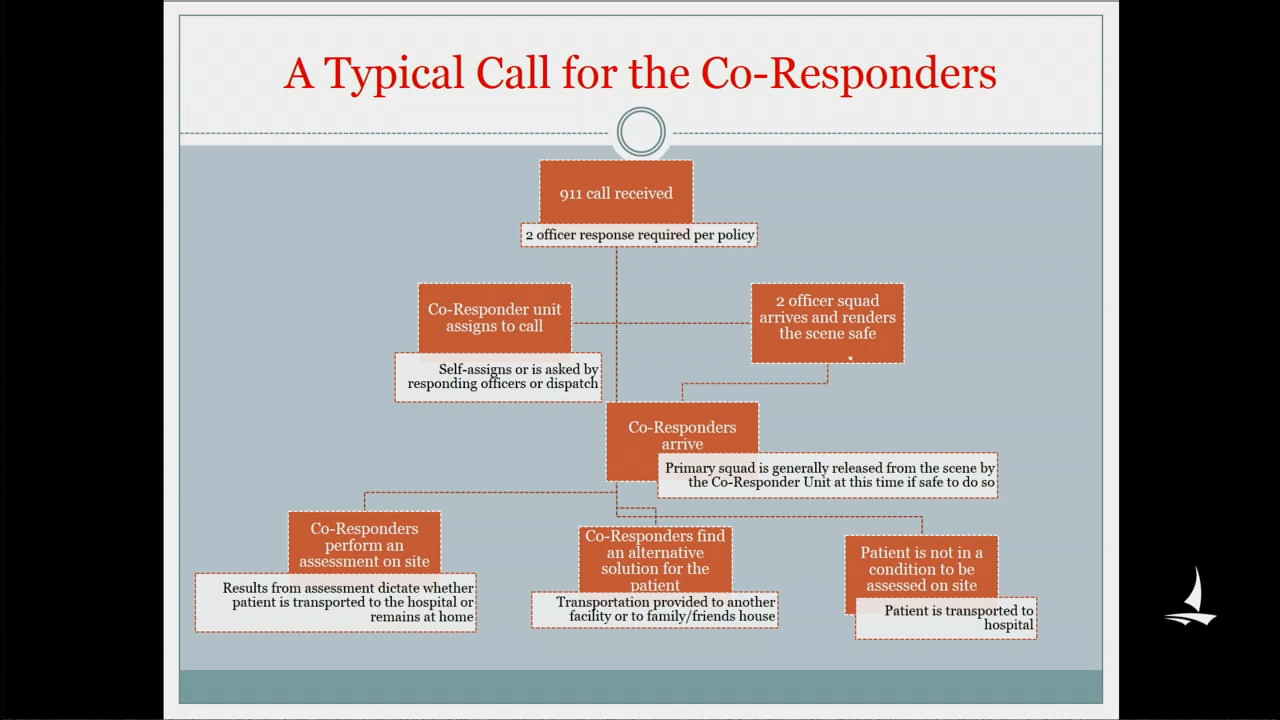 A Typical Call for the Co-Responders
911 call received
2 officer response required per policy
Co-Responder unit
assigns to call
Self-assigns or is asked by
responding officers or dispatch
2 officer squad
arrives and renders
the scene safe
Co-Responders
arrive
Primary squad is generally released from the scene by
the Co-Responder Unit at this time if safe to do so
Co-Responders
perform an
assessment on site
Results from assessment dictate whether
patient is transported to the hospital or
remains at home
Co-Responders find
an alternative
solution for the
patient
Transportation provided to another
facility or to family/friends house
Patient is not in a
condition to be
assessed on site
Patient is transported to
hospital